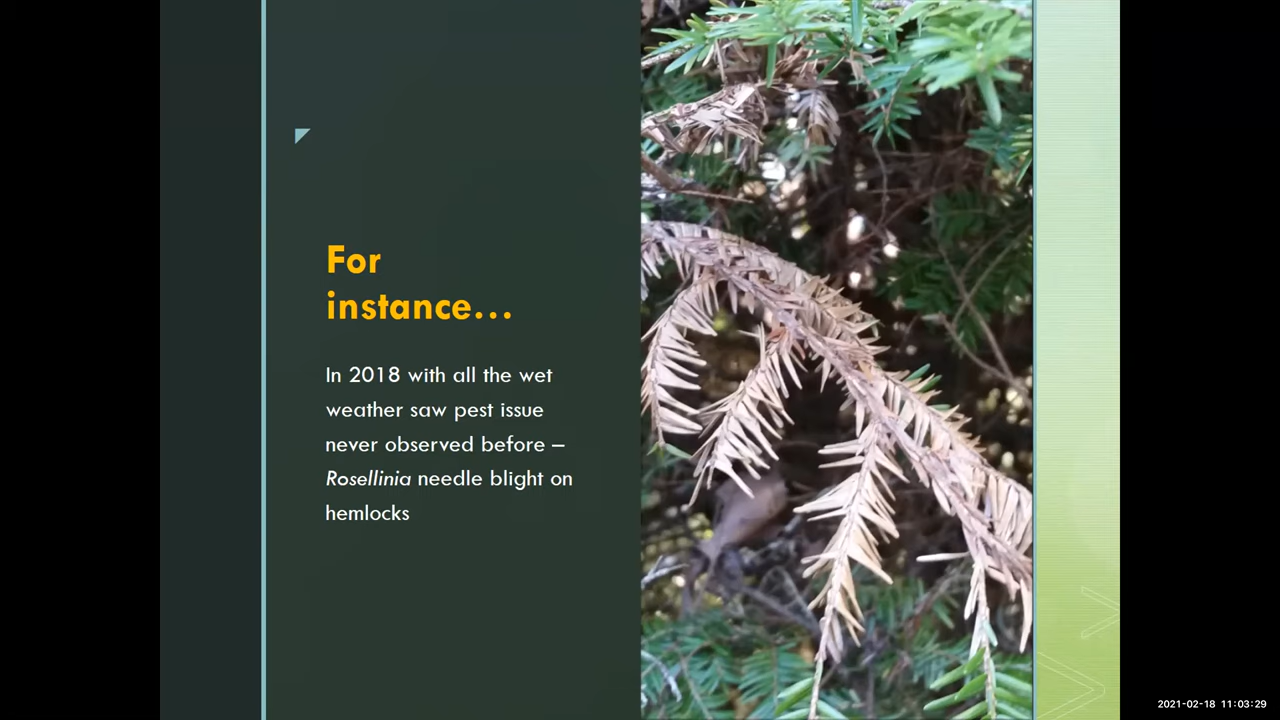 For
instance…
In 2018 with all the wet
weather saw pest issue
never observed before –
Rosellinia needle blight on
hemlocks
2021-02-18 11:03:29